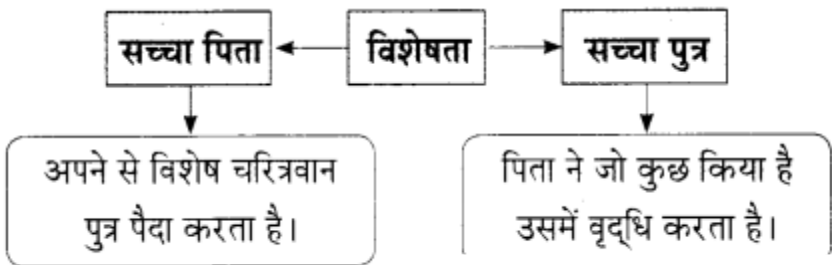 सच्चा पिता
विशेषता
सच्चा पुत्र
अपने से विशेष चरित्रवान
पुत्र पैदा करता है।
पिता ने जो कुछ किया है
उसमें वृद्‌धि करता है।